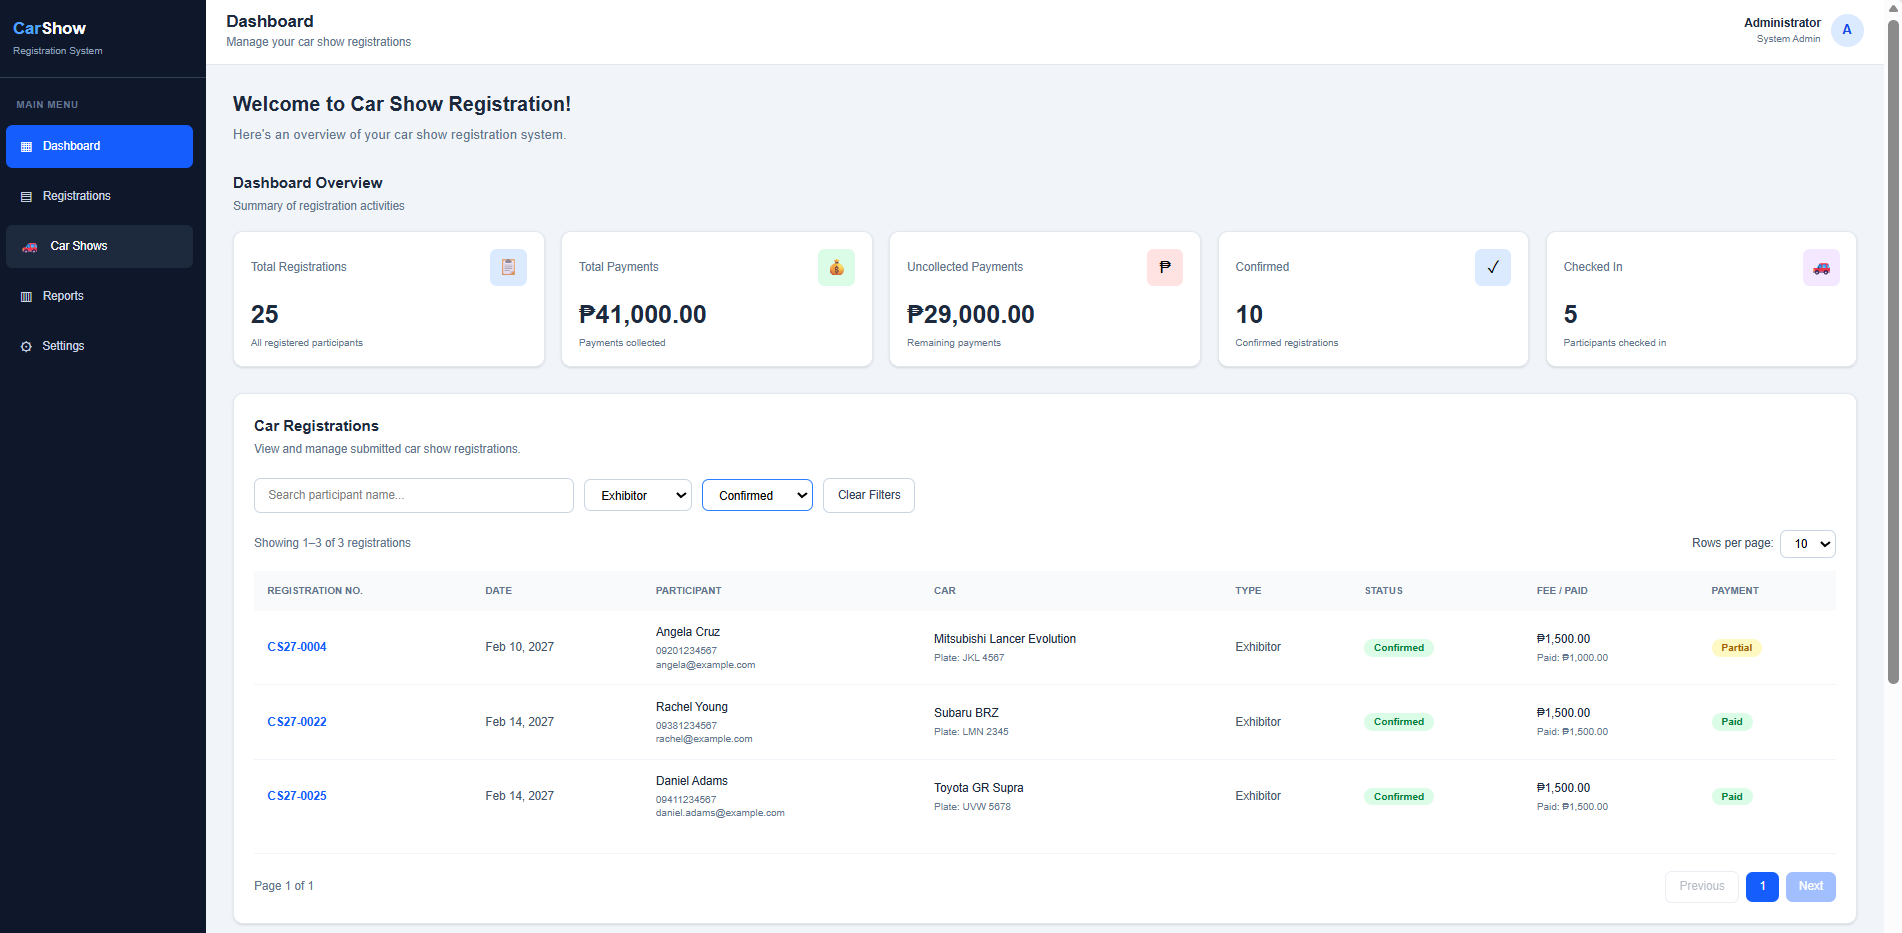 CarShow
Registration System
MAIN MENU
Dashboard
Registrations
Car Shows
Reports
Settings
Dashboard
Manage your car show registrations
Administrator
System Admin
A
Welcome to Car Show Registration!
Here's an overview of your car show registration system.
Dashboard Overview
Summary of registration activities
Total Registrations
25
All registered participants
Total Payments
₱41,000.00
Payments collected
Uncollected Payments
₱
₱29,000.00
Remaining payments
Confirmed
✓
10
Confirmed registrations
Checked In
5
Participants checked in
Car Registrations
View and manage submitted car show registrations.
Search participant name...
Exhibitor
Confirmed
Clear Filters
Showing 1–3 of 3 registrations
Rows per page: 10
REGISTRATION NO. DATE PARTICIPANT CAR TYPE STATUS FEE / PAID PAYMENT
CS27-0004 Feb 10, 2027 Angela Cruz 09201234567 angela@example.com Mitsubishi Lancer Evolution Plate: JKL 4567 Exhibitor Confirmed ₱1,500.00 Paid: ₱1,000.00 Partial
CS27-0022 Feb 14, 2027 Rachel Young 09381234567 rachel@example.com Subaru BRZ Plate: LMN 2345 Exhibitor Confirmed ₱1,500.00 Paid: ₱1,500.00 Paid
CS27-0025 Feb 14, 2027 Daniel Adams 09411234567 daniel.adams@example.com Toyota GR Supra Plate: UVW 5678 Exhibitor Confirmed ₱1,500.00 Paid: ₱1,500.00 Paid
Page 1 of 1
Previous 1 Next